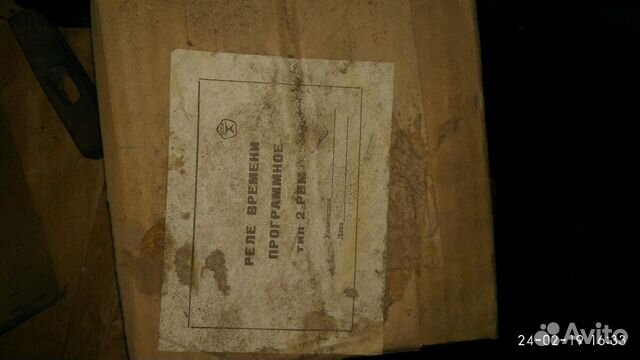 РЕЛЕ ВРЕМЕНИ
ПРОГРАММНОЕ
тип 2 РВМ
Упаковщик
Дата
24-02-19 16:33
Avito